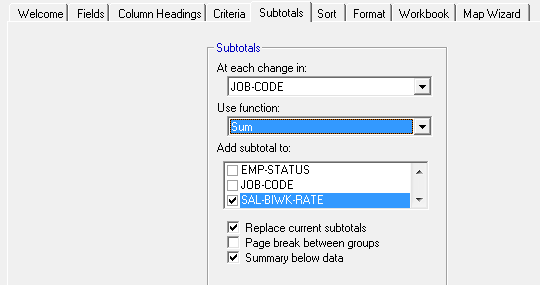 Welcome Fields Column Headings Criteria Subtotals Sort Format Workbook Map Wizard
Subtotals
At each change in:
JOB-CODE
Use function:
Sum
Add subtotal to:
EMP-STATUS
JOB-CODE
SAL-BIWK-RATE
Replace current subtotals
Page break between groups
Summary below data